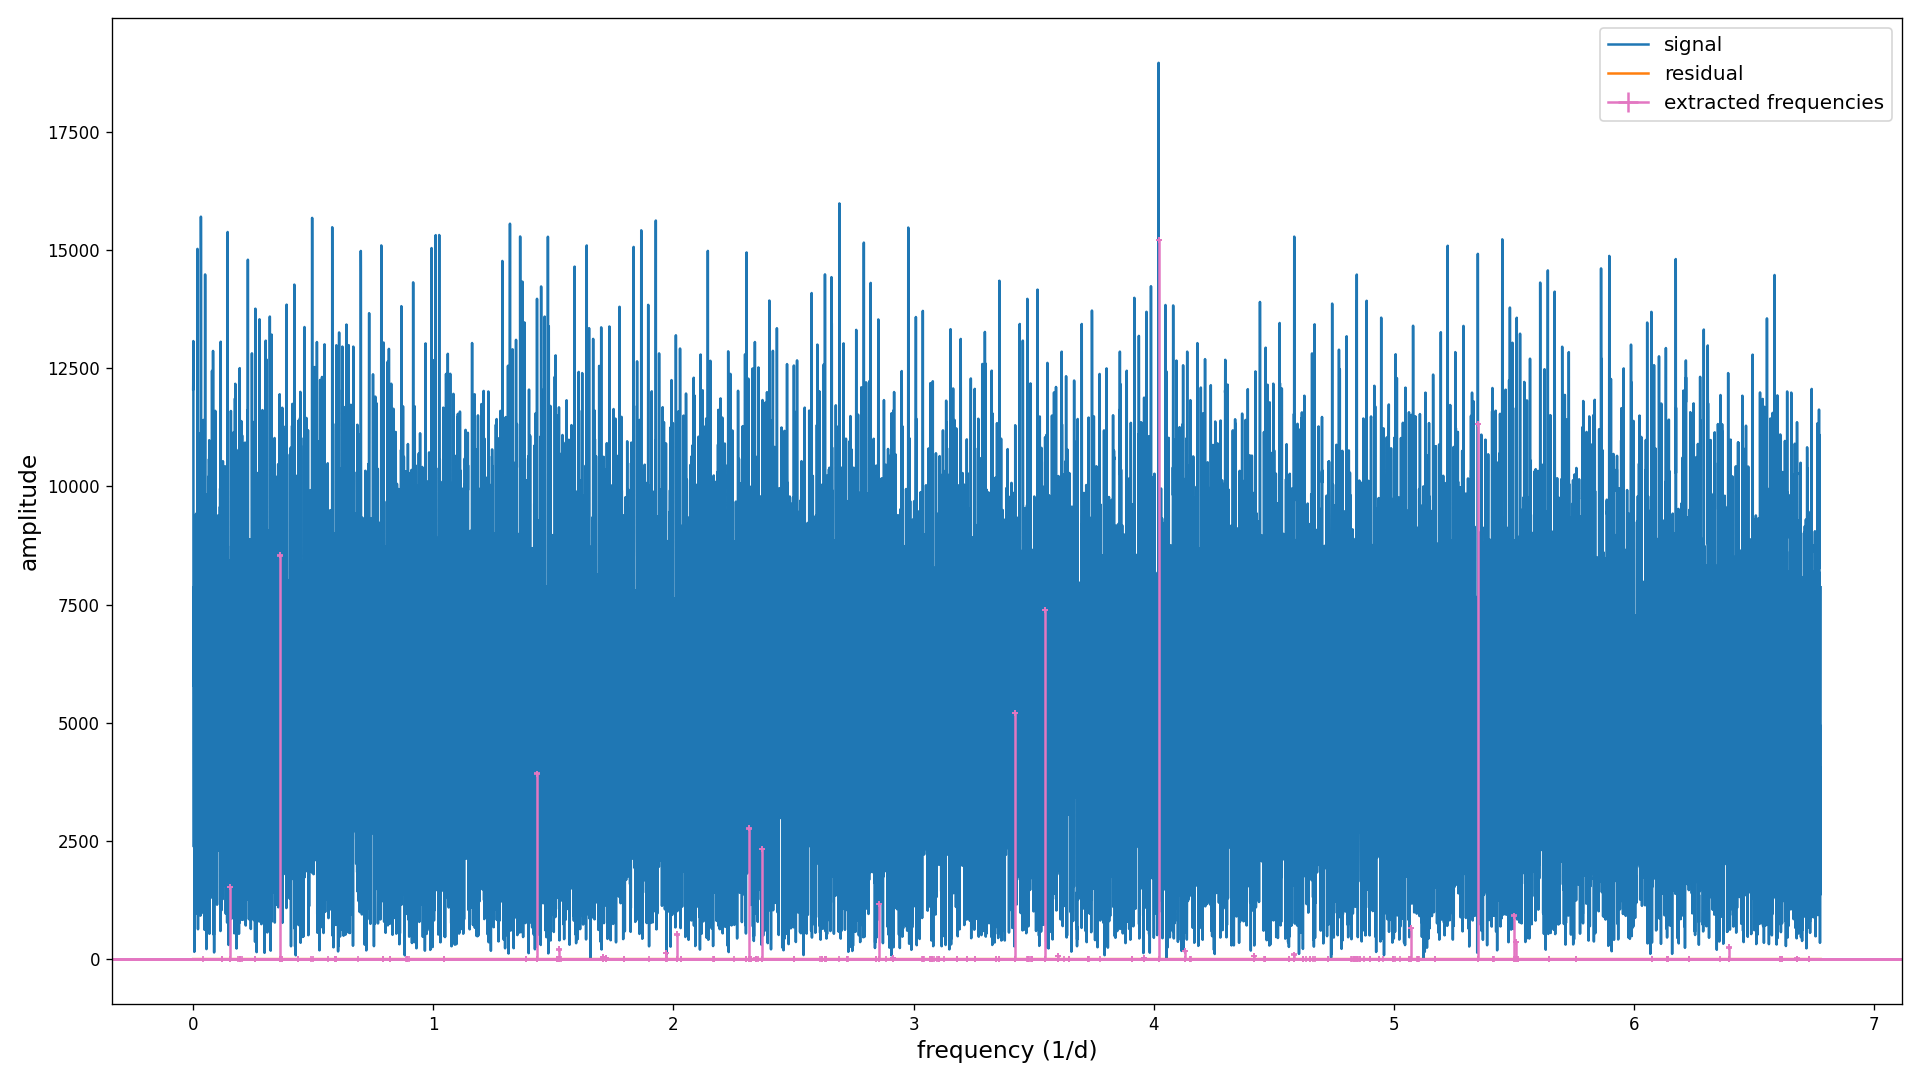 signal
residual
extracted frequencies
17500
15000
12500
10000
7500
5000
2500
0
amplitude
0 1 2 3 4 5 6 7
frequency (1/d)